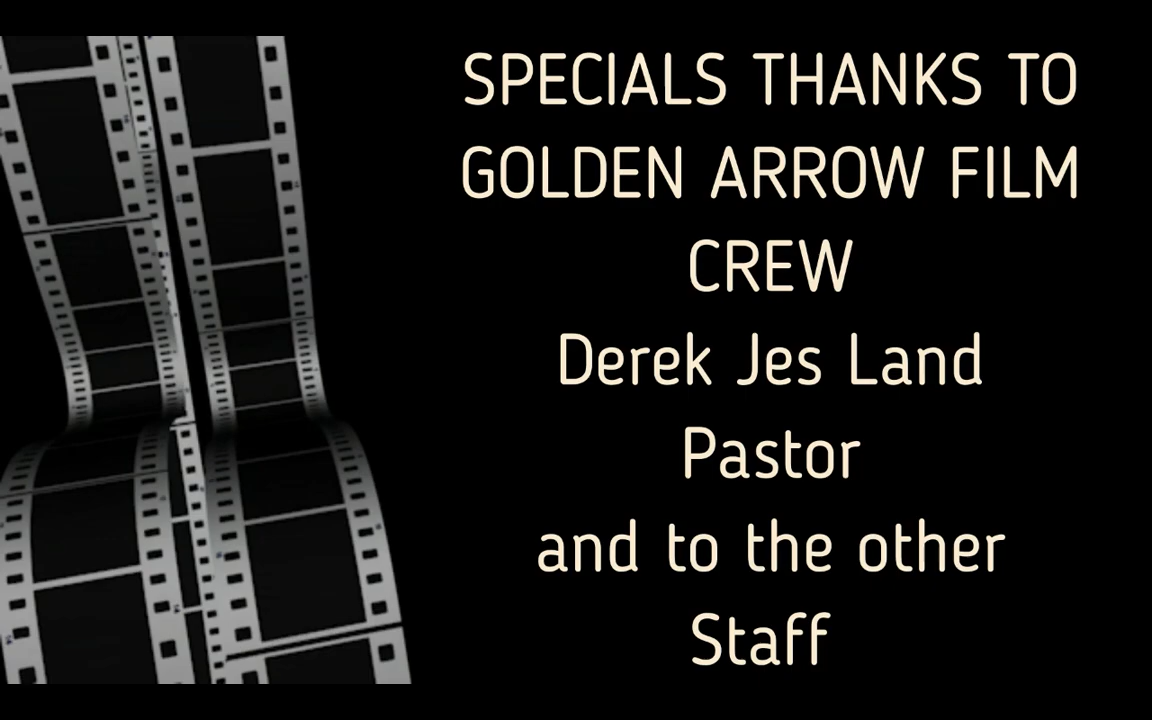 SPECIALS THANKS TO
GOLDEN ARROW FILM
CREW
Derek Jes Land
Pastor
and to the other
Staff